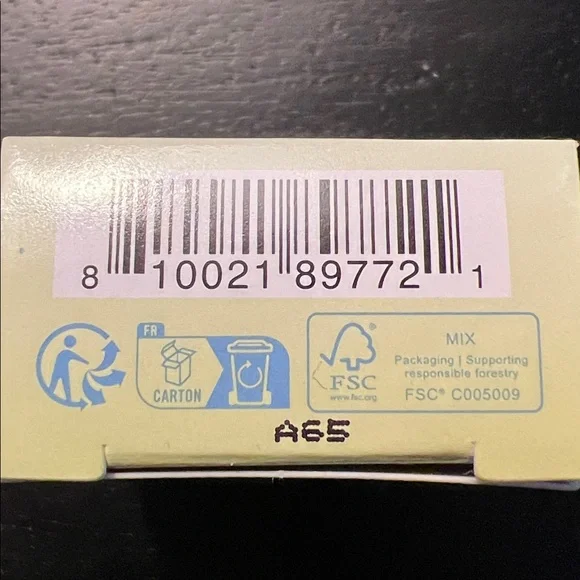 8 10021 89772 1
FR
CARTON
FSC
www.fsc.org
MIX
Packaging | Supporting
responsible forestry
FSC® C005009
A65